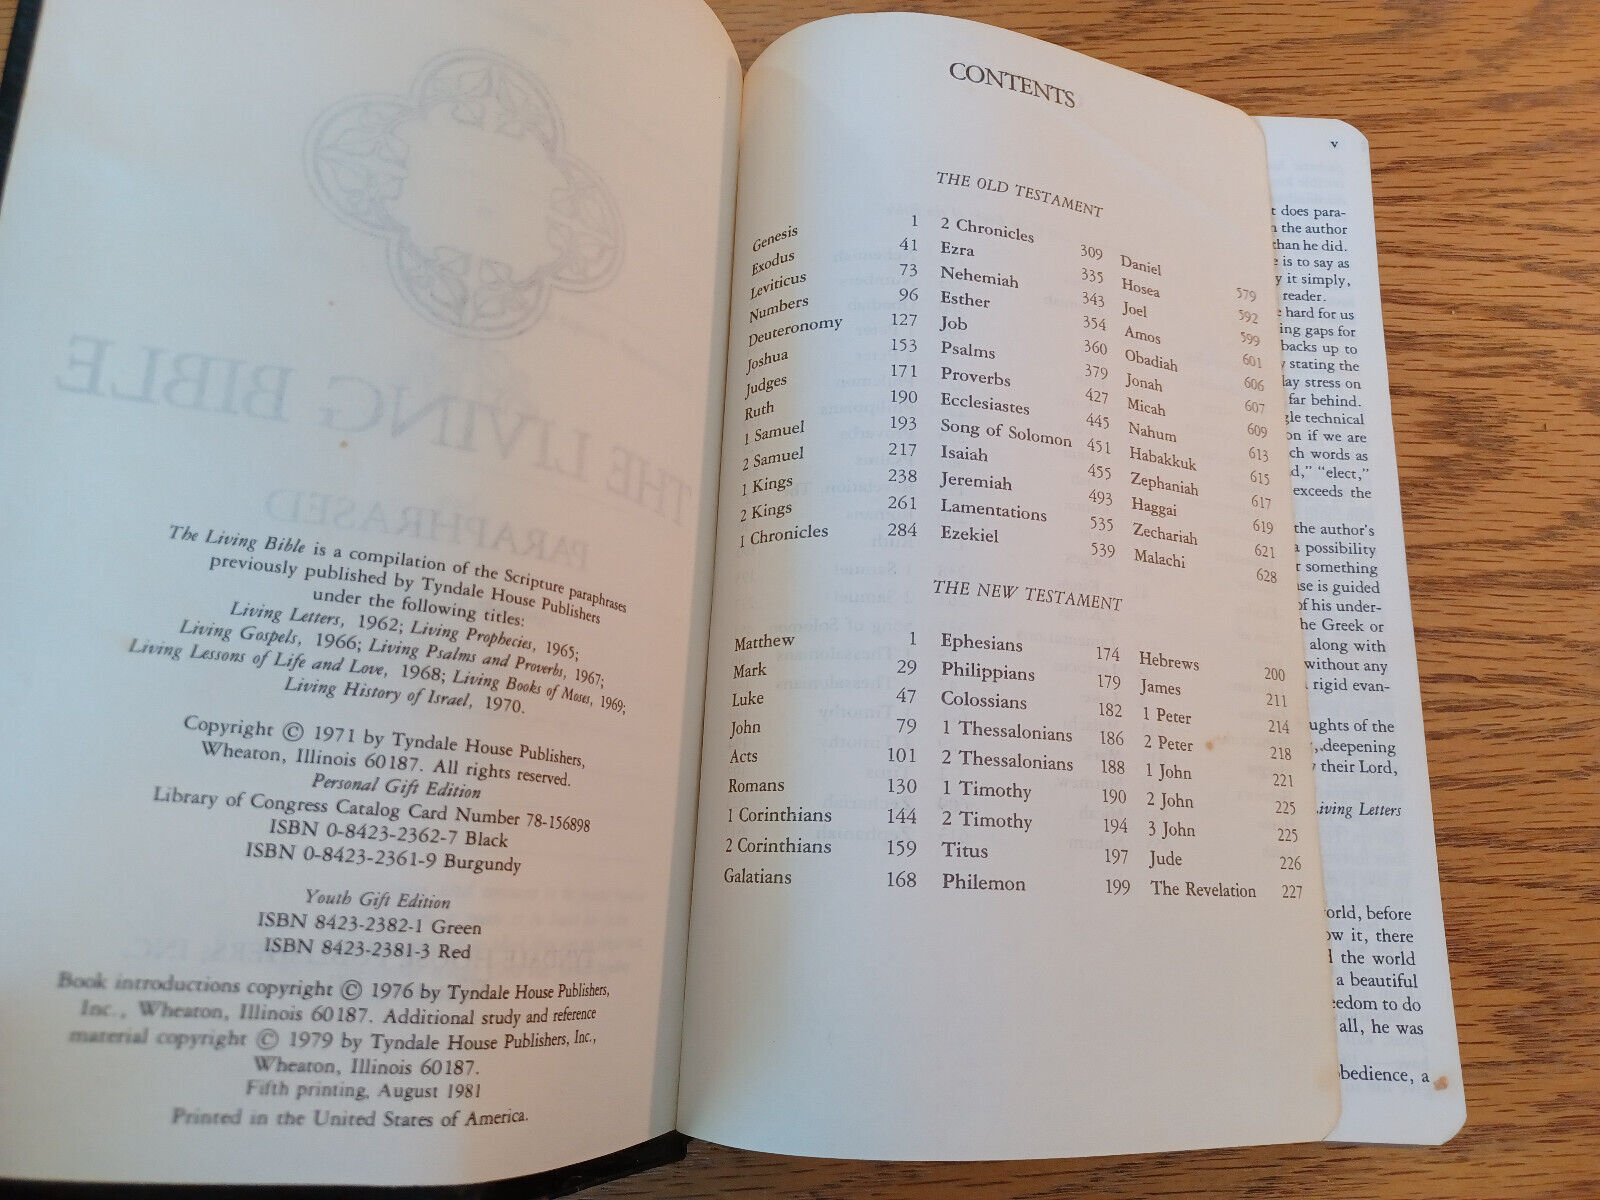 The Living Bible is a compilation of the Scripture paraphrases
previously published by Tyndale House Publishers
under the following titles:
Living Letters, 1962; Living Prophecies, 1965;
Living Gospels, 1966; Living Psalms and Proverbs, 1967;
Living Lessons of Life and Love, 1968; Living Books of Moses, 1969;
Living History of Israel, 1970.
Copyright © 1971 by Tyndale House Publishers,
Wheaton, Illinois 60187. All rights reserved.
Personal Gift Edition
Library of Congress Catalog Card Number 78-156898
ISBN 0-8423-2362-7 Black
ISBN 0-8423-2361-9 Burgundy
Youth Gift Edition
ISBN 8423-2382-1 Green
ISBN 8423-2381-3 Red
Book introductions copyright © 1976 by Tyndale House Publishers,
Inc., Wheaton, Illinois 60187. Additional study and reference
material copyright © 1979 by Tyndale House Publishers, Inc.,
Wheaton, Illinois 60187.
Fifth printing, August 1981
Printed in the United States of America.
CONTENTS
THE OLD TESTAMENT
Genesis 1
Exodus 41
Leviticus 73
Numbers 96
Deuteronomy 127
Joshua 153
Judges 171
Ruth 190
1 Samuel 193
2 Samuel 217
1 Kings 238
2 Kings 261
1 Chronicles 284
2 Chronicles 309
Ezra 335
Nehemiah 343
Esther 354
Job 360
Psalms 379
Proverbs 427
Ecclesiastes 445
Song of Solomon 451
Isaiah 455
Jeremiah 493
Lamentations 535
Ezekiel 539
Daniel 579
Hosea 592
Joel 599
Amos 601
Obadiah 606
Jonah 607
Micah 609
Nahum 613
Habakkuk 615
Zephaniah 617
Haggai 619
Zechariah 621
Malachi 628
THE NEW TESTAMENT
Matthew 1
Mark 29
Luke 47
John 79
Acts 101
Romans 130
1 Corinthians 144
2 Corinthians 159
Galatians 168
Ephesians 174
Philippians 179
Colossians 182
1 Thessalonians 186
2 Thessalonians 188
1 Timothy 190
2 Timothy 194
Titus 197
Philemon 199
Hebrews 200
James 211
1 Peter 214
2 Peter 218
1 John 221
2 John 225
3 John 225
Jude 226
The Revelation 227
v
does para-
the author
than he did.
is to say as
it simply,
reader.
hard for us
gaps for
backs up to
stating the
stress on
far behind.
technical
if we are
words as
"elect,"
exceeds the
the author's
a possibility
something
is guided
of his under-
the Greek or
along with
without any
rigid evan-
of the
deepening
their Lord,
Living Letters
before
it, there
the world
a beautiful
to do
all, he was
a